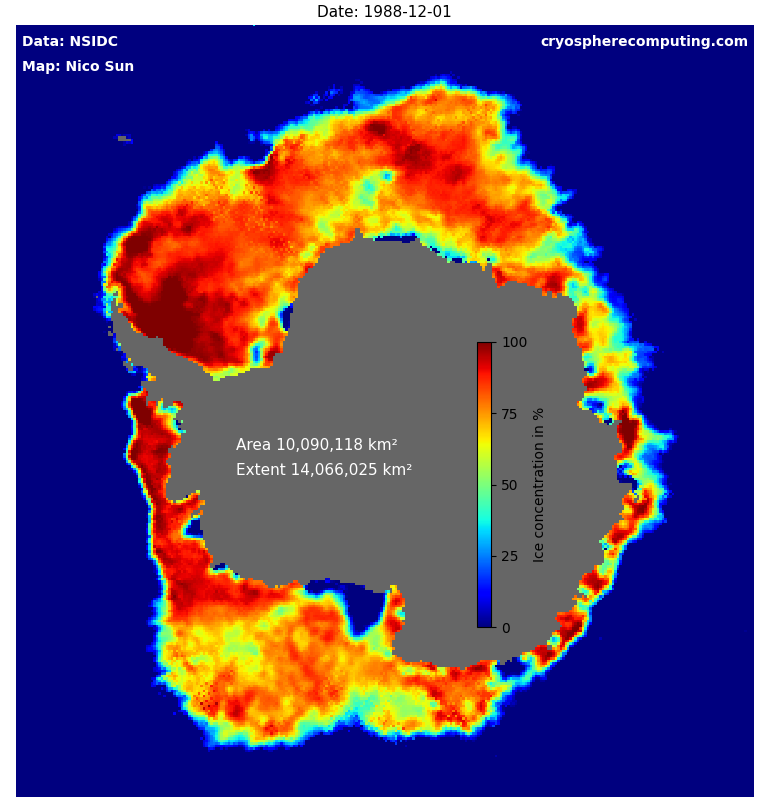 Date: 1988-12-01
Data: NSIDC
cryospherecomputing.com
Map: Nico Sun
100
75
50
25
0
Ice concentration in %
Area 10,090,118 km²
Extent 14,066,025 km²